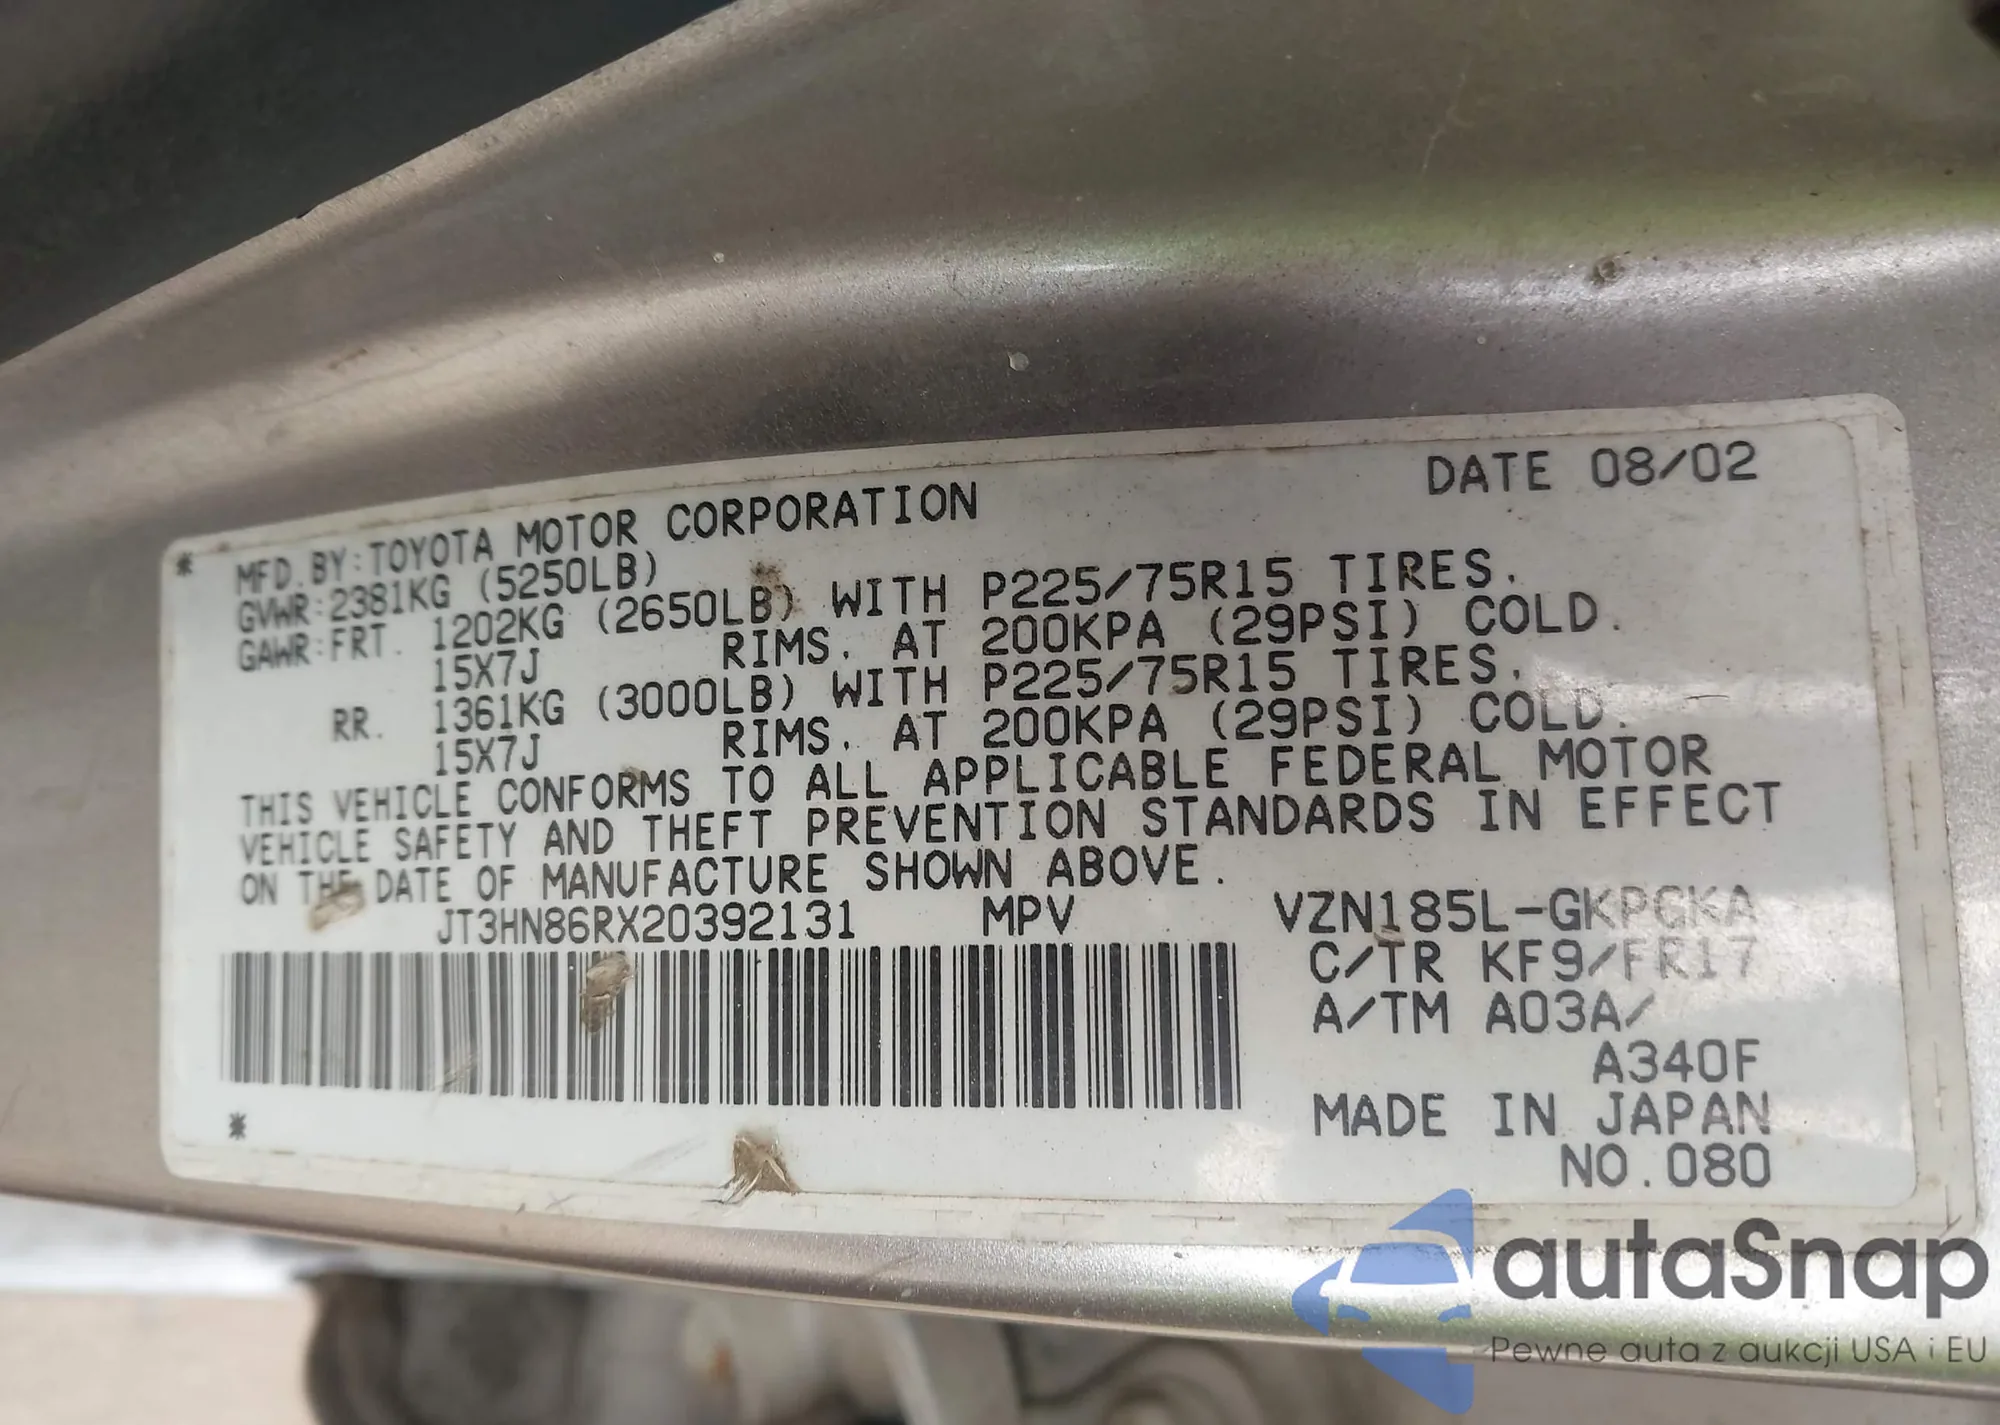 DATE 08/02
* MFD. BY: TOYOTA MOTOR CORPORATION
GVWR: 2381KG (5250LB)
GAWR: FRT. 1202KG (2650LB) WITH P225/75R15 TIRES.
15X7J RIMS. AT 200KPA (29PSI) COLD.
RR. 1361KG (3000LB) WITH P225/75R15 TIRES.
15X7J RIMS. AT 200KPA (29PSI) COLD.
THIS VEHICLE CONFORMS TO ALL APPLICABLE FEDERAL MOTOR
VEHICLE SAFETY AND THEFT PREVENTION STANDARDS IN EFFECT
ON THE DATE OF MANUFACTURE SHOWN ABOVE.
JT3HN86RX20392131 MPV VZN185L-GKPGKA
C/TR KF9/FR17
A/TM A03A/
A340F
* MADE IN JAPAN
NO.080
autaSnap
Pewne auta z aukcji USA i EU